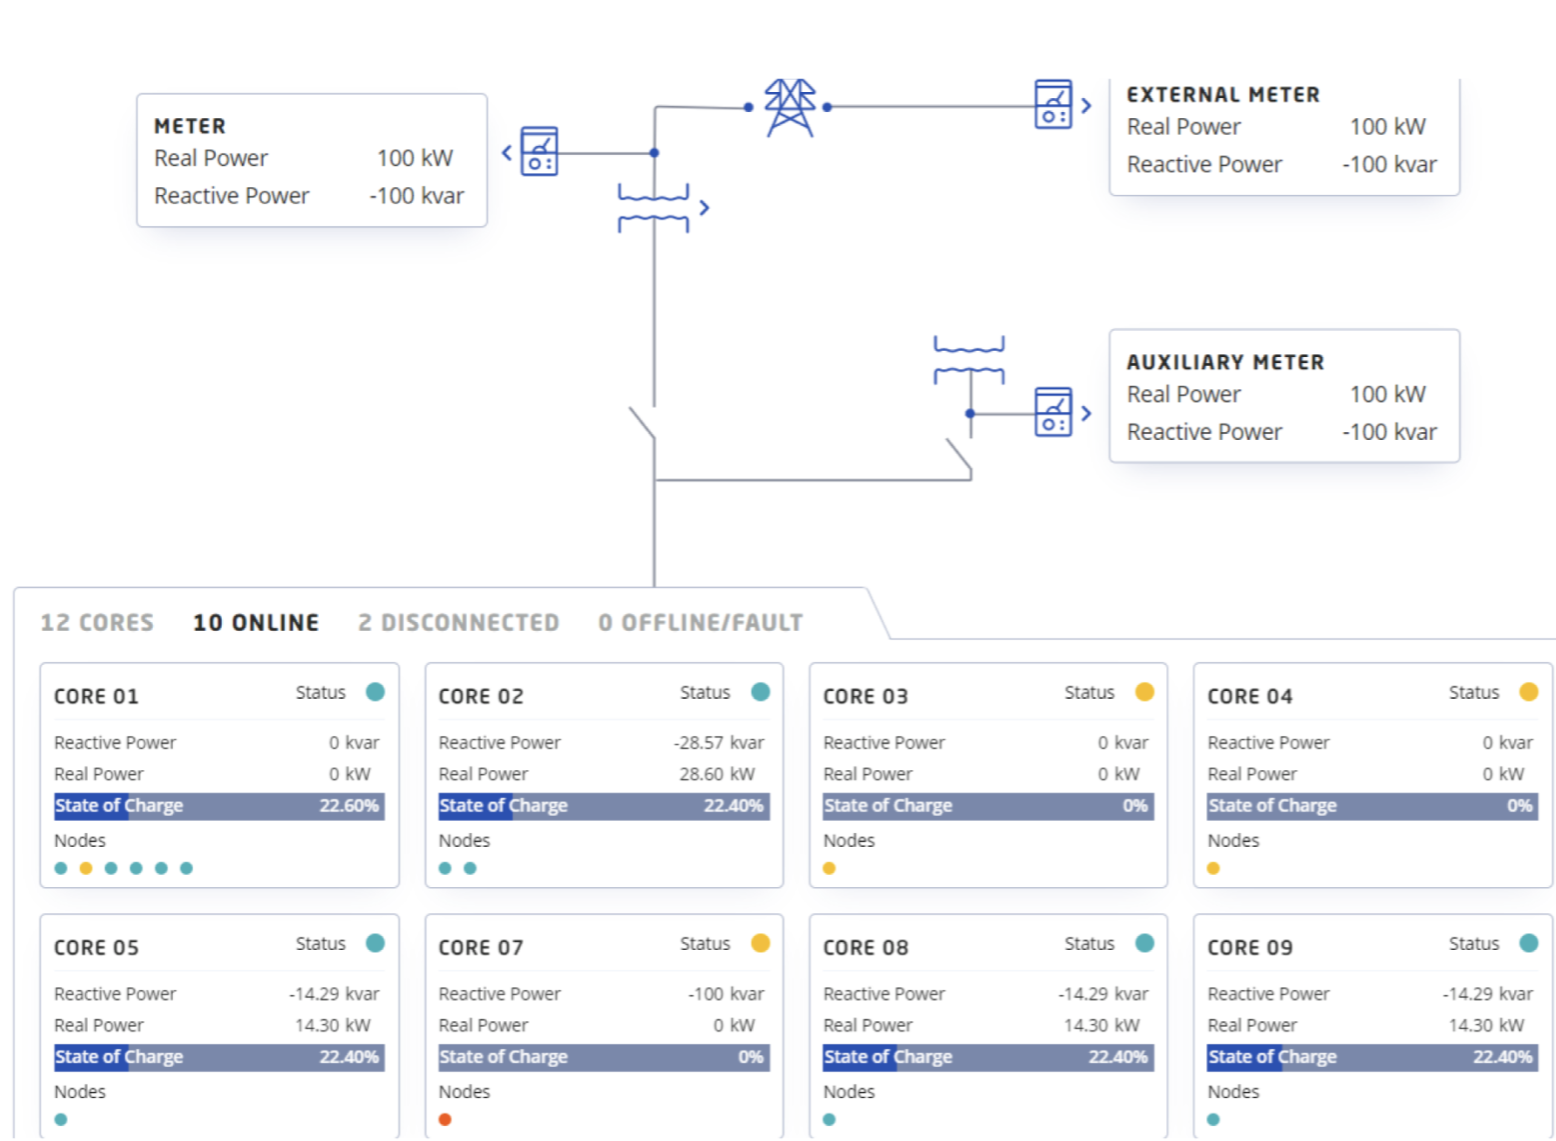 METER
Real Power 100 kW
Reactive Power -100 kvar
EXTERNAL METER
Real Power 100 kW
Reactive Power -100 kvar
AUXILIARY METER
Real Power 100 kW
Reactive Power -100 kvar
12 CORES 10 ONLINE 2 DISCONNECTED 0 OFFLINE/FAULT
CORE 01 Status
Reactive Power 0 kvar
Real Power 0 kW
State of Charge 22.60%
Nodes
CORE 02 Status
Reactive Power -28.57 kvar
Real Power 28.60 kW
State of Charge 22.40%
Nodes
CORE 03 Status
Reactive Power 0 kvar
Real Power 0 kW
State of Charge 0%
Nodes
CORE 04 Status
Reactive Power 0 kvar
Real Power 0 kW
State of Charge 0%
Nodes
CORE 05 Status
Reactive Power -14.29 kvar
Real Power 14.30 kW
State of Charge 22.40%
Nodes
CORE 07 Status
Reactive Power -100 kvar
Real Power 0 kW
State of Charge 0%
Nodes
CORE 08 Status
Reactive Power -14.29 kvar
Real Power 14.30 kW
State of Charge 22.40%
Nodes
CORE 09 Status
Reactive Power -14.29 kvar
Real Power 14.30 kW
State of Charge 22.40%
Nodes